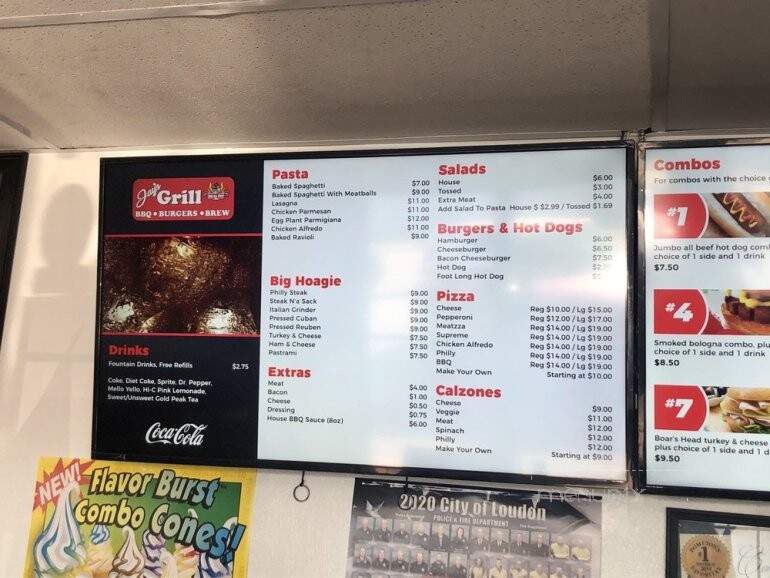 Jay's
Grill
BBQ • BURGERS • BREW
Drinks
Fountain Drinks, Free Refills $2.75
Coke, Diet Coke, Sprite, Dr. Pepper,
Mello Yello, Hi-C Pink Lemonade,
Sweet/Unsweet Gold Peak Tea
Coca-Cola
Pasta
Baked Spaghetti $7.00
Baked Spaghetti With Meatballs $9.00
Lasagna $11.00
Chicken Parmesan $11.00
Egg Plant Parmigiana $12.00
Chicken Alfredo $11.00
Baked Ravioli $9.00
Big Hoagie
Philly Steak $9.00
Steak N'a Sack $9.00
Italian Grinder $9.00
Pressed Cuban $9.00
Pressed Reuben $9.00
Turkey & Cheese $7.50
Ham & Cheese $7.50
Pastrami $7.50
Extras
Meat $4.00
Bacon $1.00
Cheese $0.50
Dressing $0.75
House BBQ Sauce (8oz) $6.00
Salads
House $6.00
Tossed $3.00
Extra Meat $4.00
Add Salad To Pasta House $ $2.99 / Tossed $1.69
Burgers & Hot Dogs
Hamburger $6.00
Cheeseburger $6.50
Bacon Cheeseburger $7.50
Hot Dog
Foot Long Hot Dog
Pizza
Cheese Reg $10.00 / Lg $15.00
Pepperoni Reg $12.00 / Lg $17.00
Meatzza Reg $14.00 / Lg $19.00
Supreme Reg $14.00 / Lg $19.00
Chicken Alfredo Reg $14.00 / Lg $19.00
Philly Reg $14.00 / Lg $19.00
BBQ Reg $14.00 / Lg $19.00
Make Your Own Starting at $10.00
Calzones
Cheese $9.00
Veggie $11.00
Meat $12.00
Spinach $12.00
Philly $12.00
Make Your Own Starting at $9.00
Combos
For combos with the choice
#1
Jumbo all beef hot dog com
choice of 1 side and 1 drink
$7.50
#4
Smoked bologna combo, plu
choice of 1 side and 1 drink
$8.50
#7
Boar's Head turkey & cheese
plus choice of 1 side and 1 d
$9.50
NEW!
Flavor Burst
Combo Cones!
2020 City of Loudon
POLICE & FIRE DEPARTMENT
#1